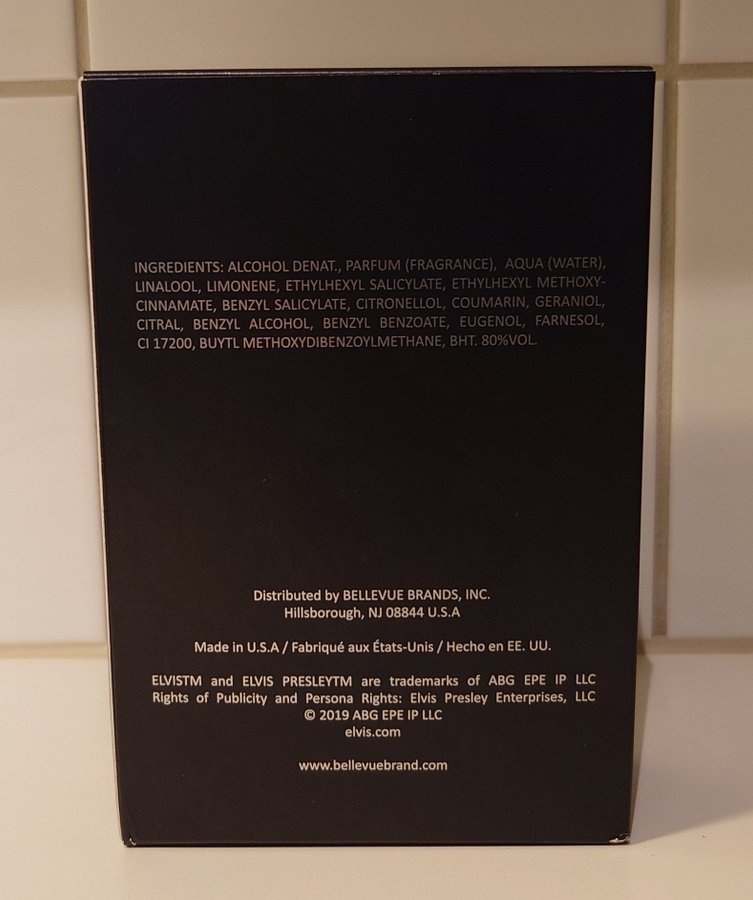 INGREDIENTS: ALCOHOL DENAT., PARFUM (FRAGRANCE), AQUA (WATER),
LINALOOL, LIMONENE, ETHYLHEXYL SALICYLATE, ETHYLHEXYL METHOXY-
CINNAMATE, BENZYL SALICYLATE, CITRONELLOL, COUMARIN, GERANIOL,
CITRAL, BENZYL ALCOHOL, BENZYL BENZOATE, EUGENOL, FARNESOL,
CI 17200, BUYTL METHOXYDIBENZOYLMETHANE, BHT. 80%VOL.
Distributed by BELLEVUE BRANDS, INC.
Hillsborough, NJ 08844 U.S.A
Made in U.S.A / Fabriqué aux États-Unis / Hecho en EE. UU.
ELVISTM and ELVIS PRESLEYTM are trademarks of ABG EPE IP LLC
Rights of Publicity and Persona Rights: Elvis Presley Enterprises, LLC
© 2019 ABG EPE IP LLC
elvis.com
www.bellevuebrand.com